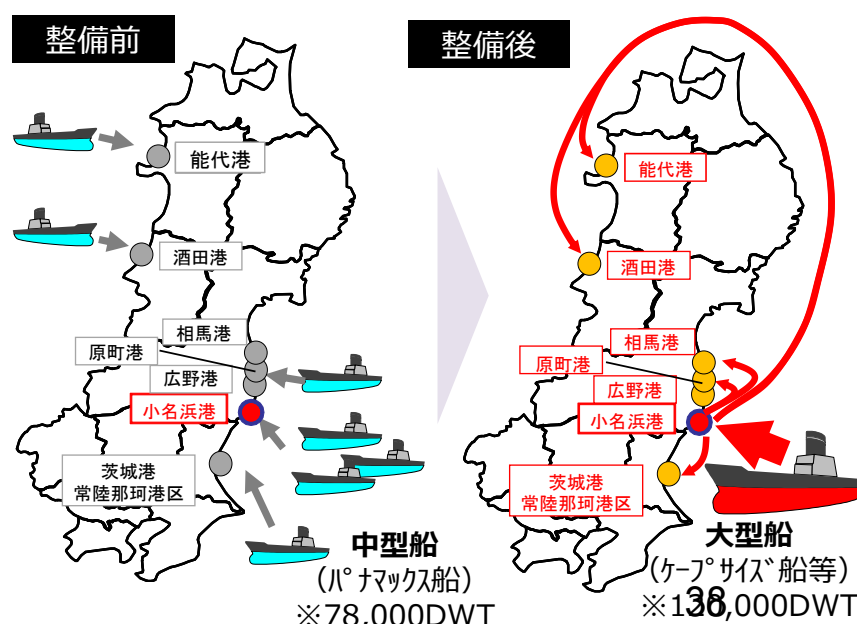 整備前
能代港
酒田港
相馬港
原町港
広野港
小名浜港
茨城港
常陸那珂港区
中型船
(ﾊﾟﾅﾏｯｸｽ船)
※78,000DWT
整備後
能代港
酒田港
相馬港
原町港
広野港
小名浜港
茨城港
常陸那珂港区
大型船
(ｹｰﾌﾟｻｲｽﾞ船等)
38